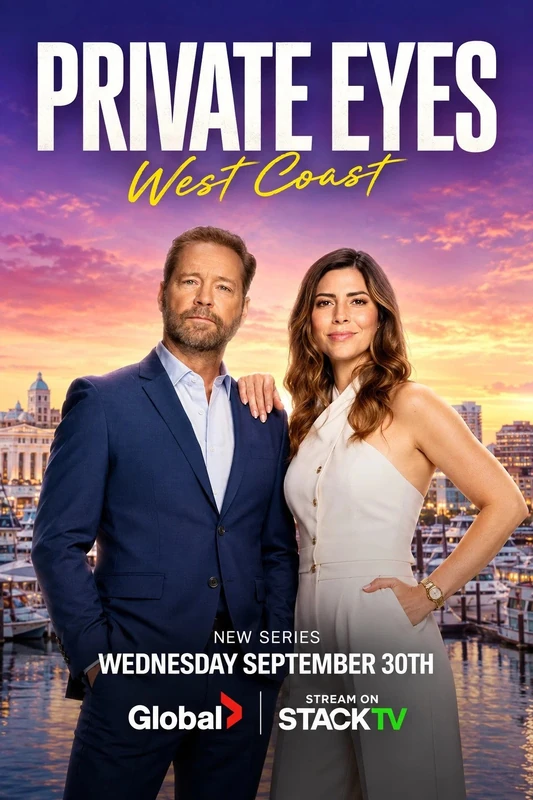 PRIVATE EYES
West Coast
NEW SERIES
WEDNESDAY SEPTEMBER 30TH
Global
STREAM ON
STACKTV